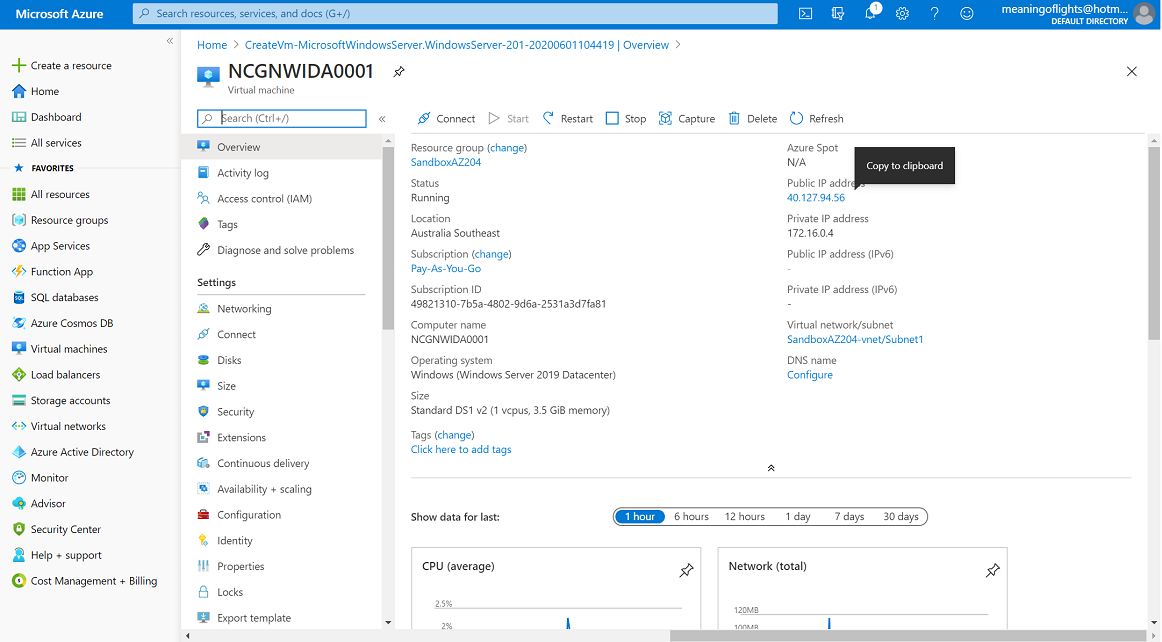 Microsoft Azure
Search resources, services, and docs (G+/)
1
meaningoflights@hotm...
DEFAULT DIRECTORY
Create a resource
Home
Dashboard
All services
FAVORITES
All resources
Resource groups
App Services
Function App
SQL databases
Azure Cosmos DB
Virtual machines
Load balancers
Storage accounts
Virtual networks
Azure Active Directory
Monitor
Advisor
Security Center
Help + support
Cost Management + Billing
Home > CreateVm-MicrosoftWindowsServer.WindowsServer-201-20200601104419 | Overview >
NCGNWIDA0001
Virtual machine
Search (Ctrl+/)
Overview
Activity log
Access control (IAM)
Tags
Diagnose and solve problems
Settings
Networking
Connect
Disks
Size
Security
Extensions
Continuous delivery
Availability + scaling
Configuration
Identity
Properties
Locks
Export template
Connect Start Restart Stop Capture Delete Refresh
Resource group (change)
SandboxAZ204
Status
Running
Location
Australia Southeast
Subscription (change)
Pay-As-You-Go
Subscription ID
49821310-7b5a-4802-9d6a-2531a3d7fa81
Computer name
NCGNWIDA0001
Operating system
Windows (Windows Server 2019 Datacenter)
Size
Standard DS1 v2 (1 vcpus, 3.5 GiB memory)
Tags (change)
Click here to add tags
Azure Spot
N/A
Copy to clipboard
Public IP address
40.127.94.56
Private IP address
172.16.0.4
Public IP address (IPv6)
-
Private IP address (IPv6)
-
Virtual network/subnet
SandboxAZ204-vnet/Subnet1
DNS name
Configure
Show data for last:
1 hour 6 hours 12 hours 1 day 7 days 30 days
CPU (average)
2.5%
2%
Network (total)
120MB
100MB